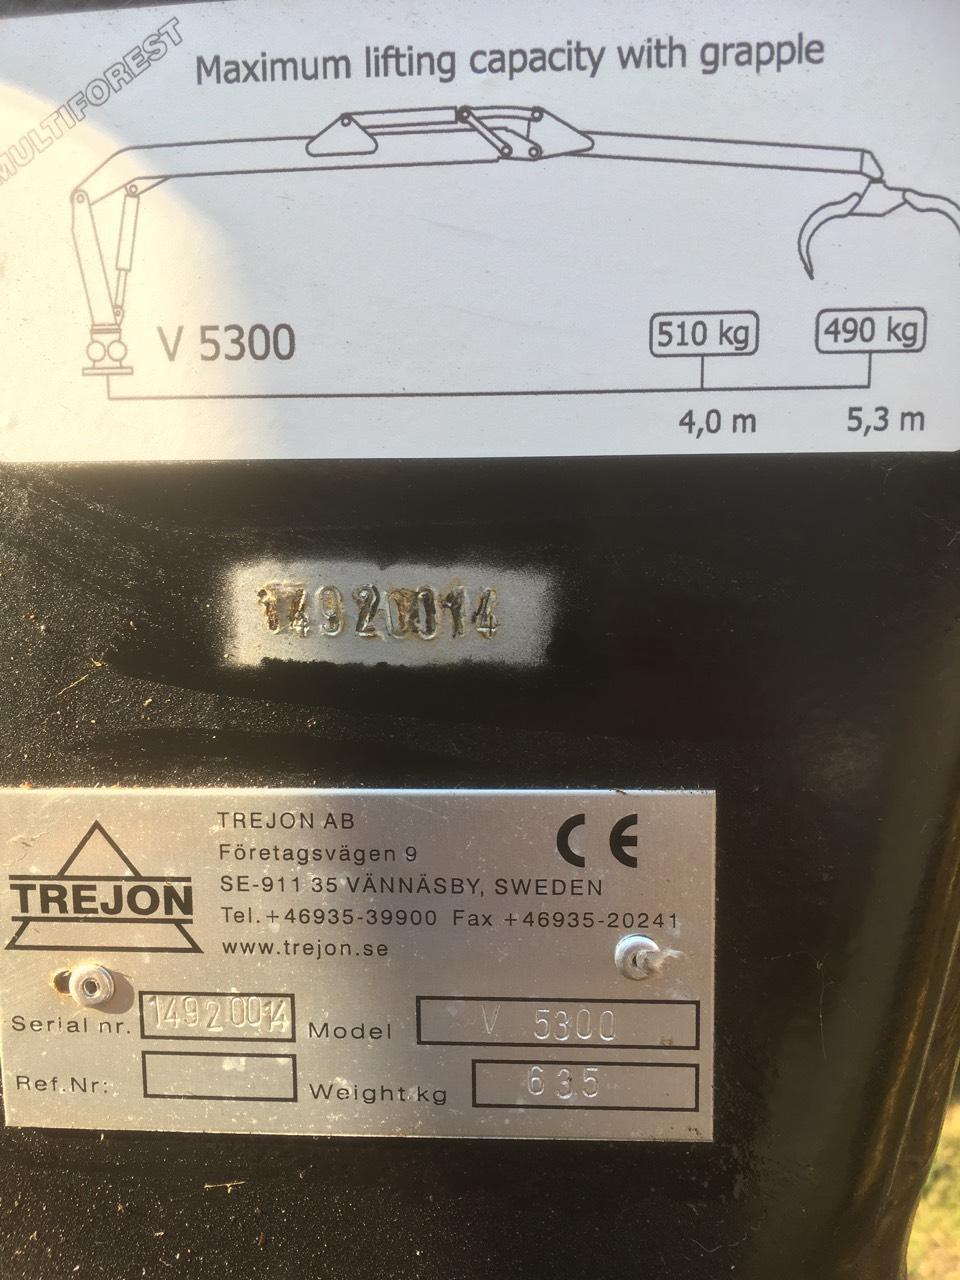 MULTIFOREST
Maximum lifting capacity with grapple
V 5300
510 kg
490 kg
4,0 m
5,3 m
14920014
TREJON
TREJON AB
Företagsvägen 9
SE-911 35 VÄNNÄSBY, SWEDEN
Tel.+46935-39900 Fax +46935-20241
www.trejon.se
CE
Serial nr. 14920014 Model V 5300
Ref.Nr: Weight.kg 635